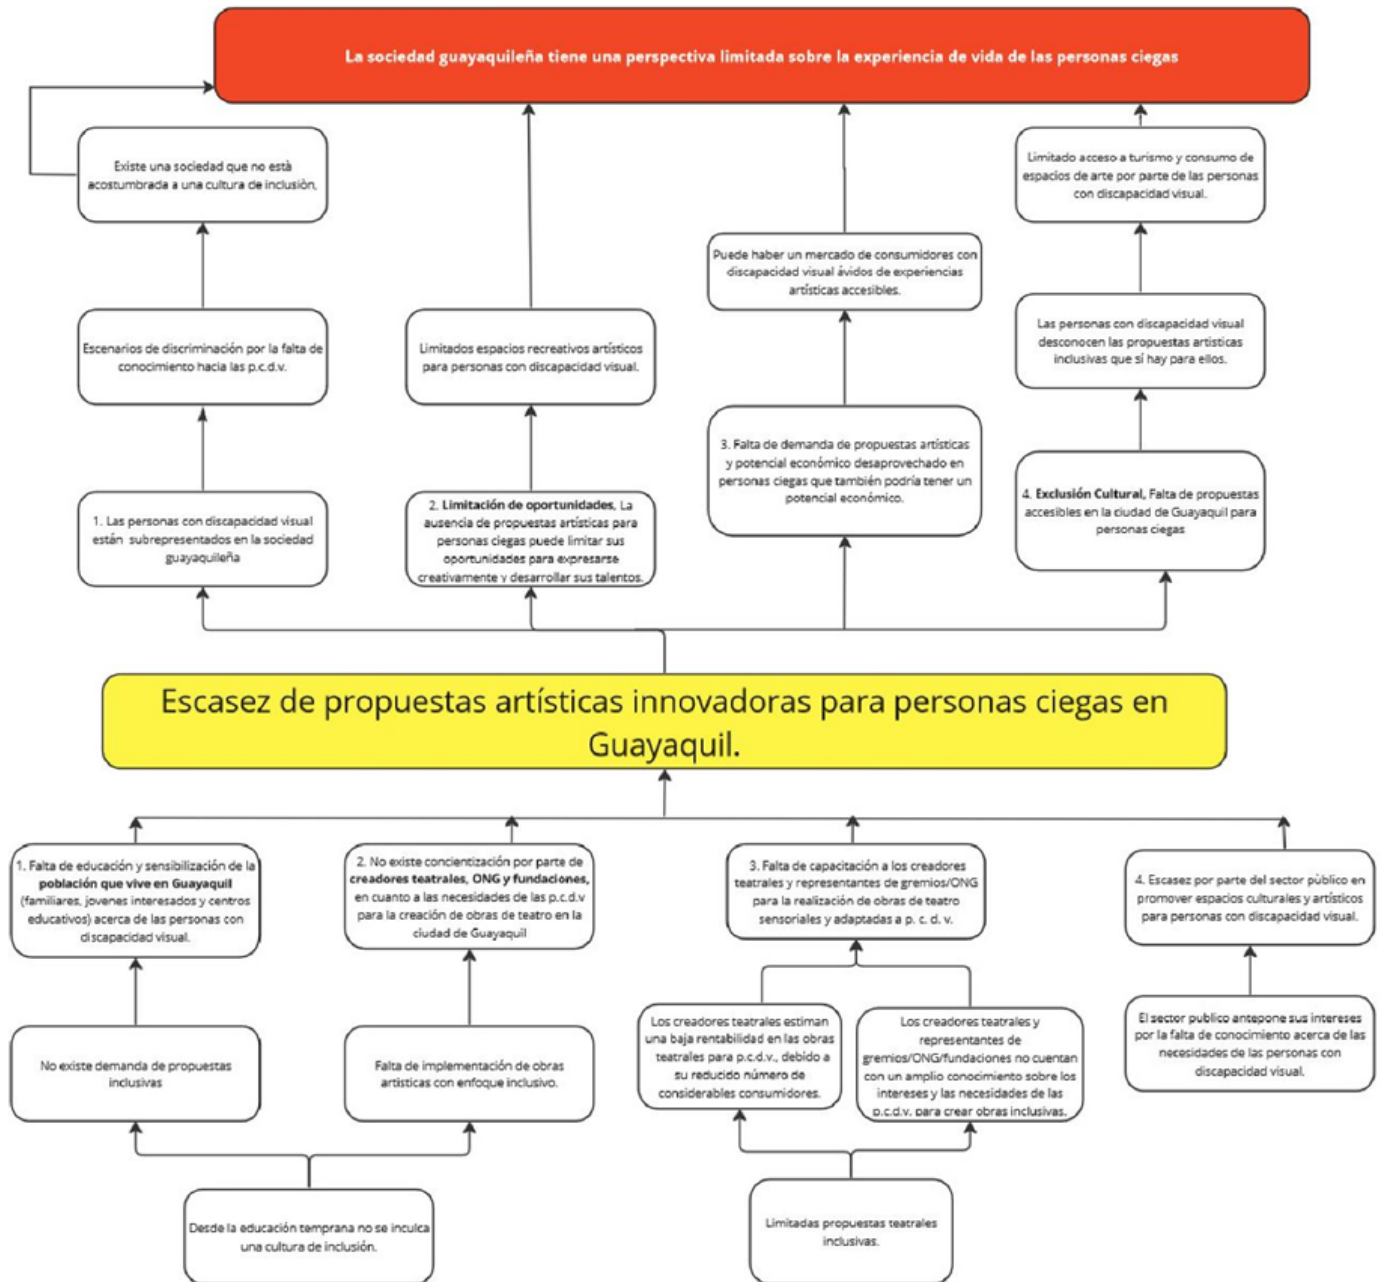 La sociedad guayaquileña tiene una perspectiva limitada sobre la experiencia de vida de las personas ciegas
Existe una sociedad que no està
acostumbrada a una cultura de inclusiòn,
Escenarios de discriminación por la falta de
conocimiento hacia las p.c.d.v.
1. Las personas con discapacidad visual
están subrepresentados en la sociedad
guayaquileña
Limitados espacios recreativos artísticos
para personas con discapacidad visual.
2. Limitación de oportunidades, La
ausencia de propuestas artísticas para
personas ciegas puede limitar sus
oportunidades para expresarse
creativamente y desarrollar sus talentos.
Puede haber un mercado de consumidores con
discapacidad visual ávidos de experiencias
artísticas accesibles.
3. Falta de demanda de propuestas artísticas
y potencial económico desaprovechado en
personas ciegas que también podría tener un
potencial económico.
Limitado acceso a turismo y consumo de
espacios de arte por parte de las personas
con discapacidad visual.
Las personas con discapacidad visual
desconocen las propuestas artisticas
inclusivas que sí hay para ellos.
4. Exclusión Cultural, Falta de propuestas
accesibles en la ciudad de Guayaquil para
personas ciegas
Escasez de propuestas artísticas innovadoras para personas ciegas en
Guayaquil.
1. Falta de educación y sensibilización de la
población que vive en Guayaquil
(familiares, jovenes interesados y centros
educativos) acerca de las personas con
discapacidad visual.
No existe demanda de propuestas
inclusivas
2. No existe concientización por parte de
creadores teatrales, ONG y fundaciones,
en cuanto a las necesidades de las p.c.d.v
para la creación de obras de teatro en la
ciudad de Guayaquil
Falta de implementación de obras
artisticas con enfoque inclusivo.
Desde la educación temprana no se inculca
una cultura de inclusión.
3. Falta de capacitación a los creadores
teatrales y representantes de gremios/ONG
para la realización de obras de teatro
sensoriales y adaptadas a p. c. d. v.
Los creadores teatrales estiman
una baja rentabilidad en las obras
teatrales para p.c.d.v., debido a
su reducido número de
considerables consumidores.
Los creadores teatrales y
representantes de
gremios/ONG/fundaciones no cuentan
con un amplio conocimiento sobre los
intereses y las necesidades de las
p.c.d.v. para crear obras inclusivas.
Limitadas propuestas teatrales
inclusivas.
4. Escasez por parte del sector pùblico en
promover espacios culturales y artísticos
para personas con discapacidad visual.
El sector publico antepone sus intereses
por la falta de conocimiento acerca de las
necesidades de las personas con
discapacidad visual.